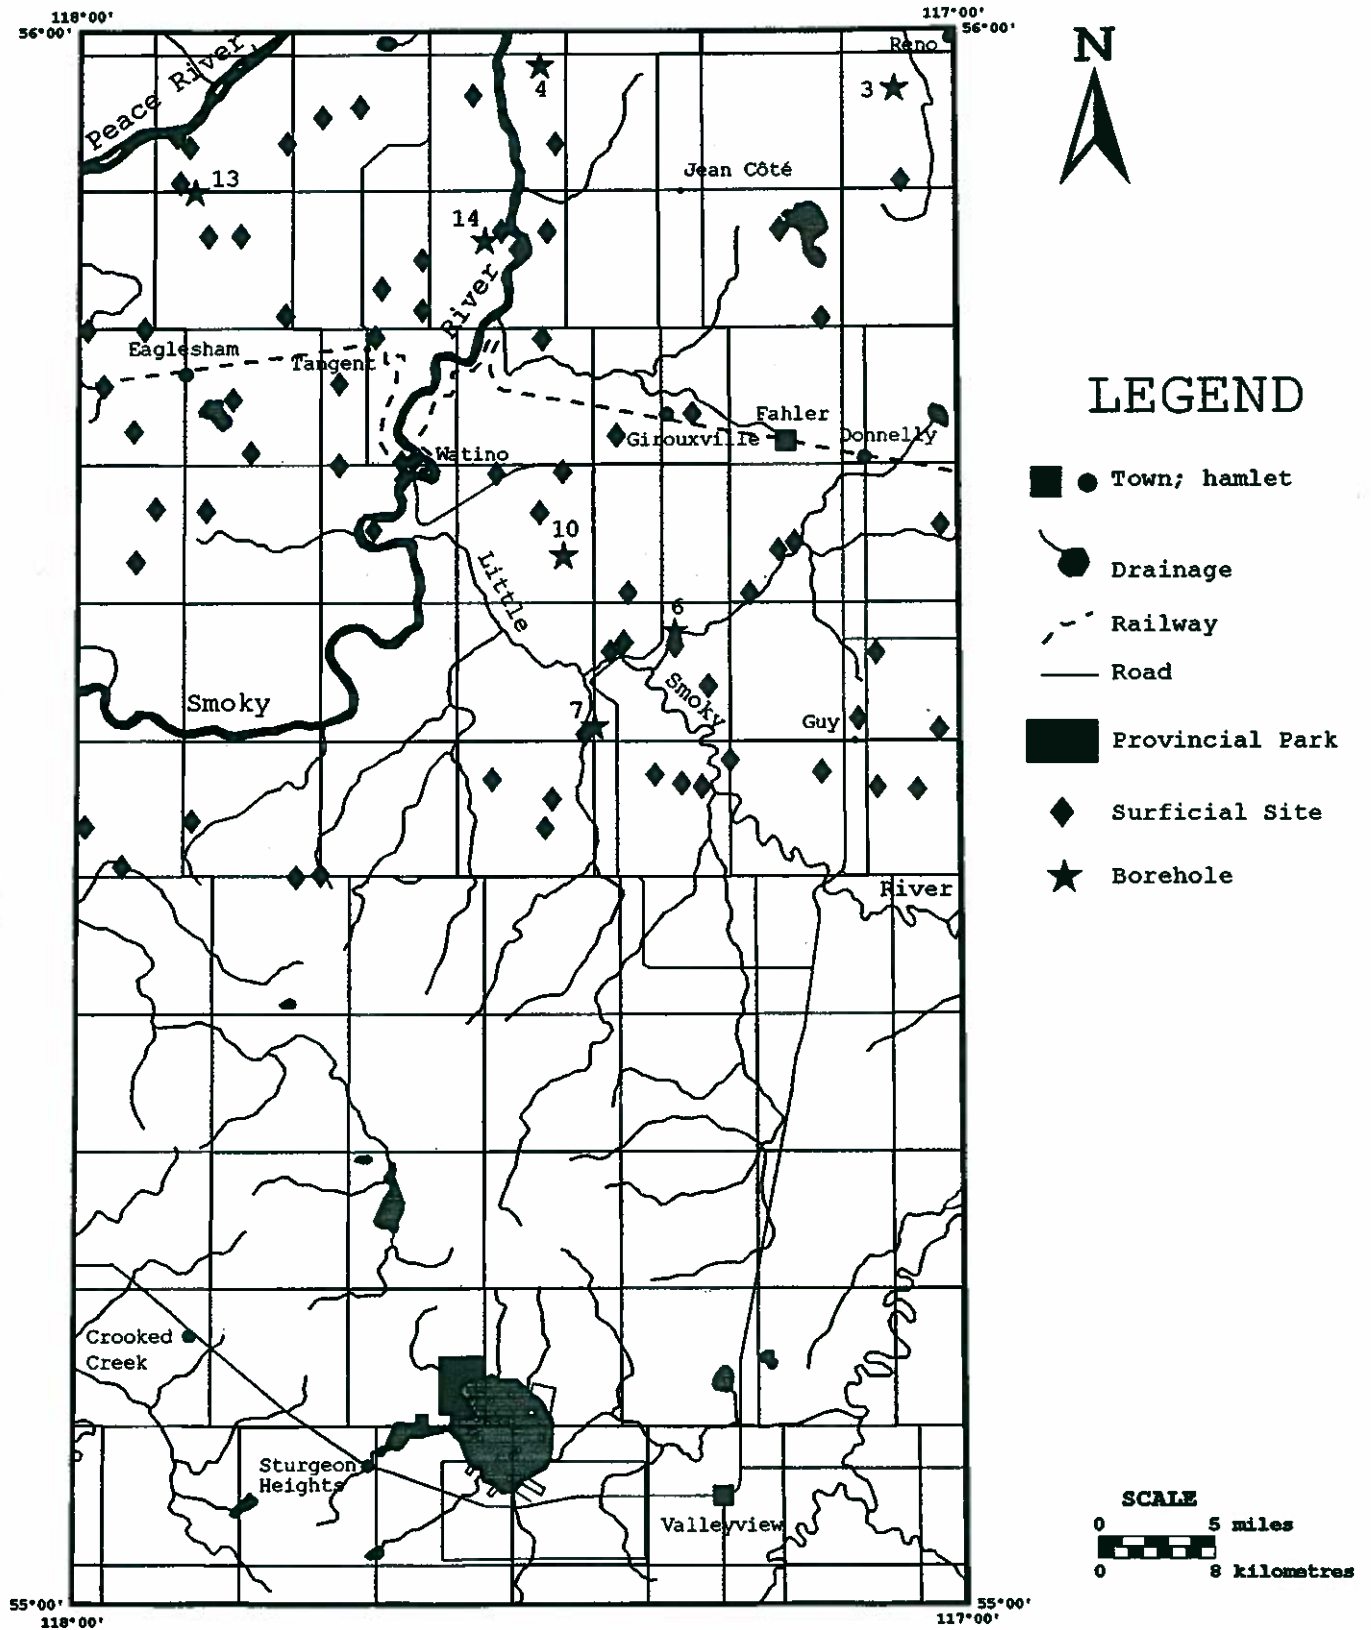 118°00'
117°00'
56°00'
56°00'
Reno
N
Peace River
4
3
13
Jean Côté
14
River
Eaglesham
Tangent
LEGEND
Fahler
Girouxville
Donnelly
Watino
Town; hamlet
10
Drainage
Little
6
Railway
Road
Smoky
Smoky
7
Guy
Provincial Park
Surficial Site
Borehole
River
Crooked
Creek
Sturgeon
Heights
Valleyview
SCALE
0 5 miles
0 8 kilometres
55°00'
55°00'
118°00'
117°00'